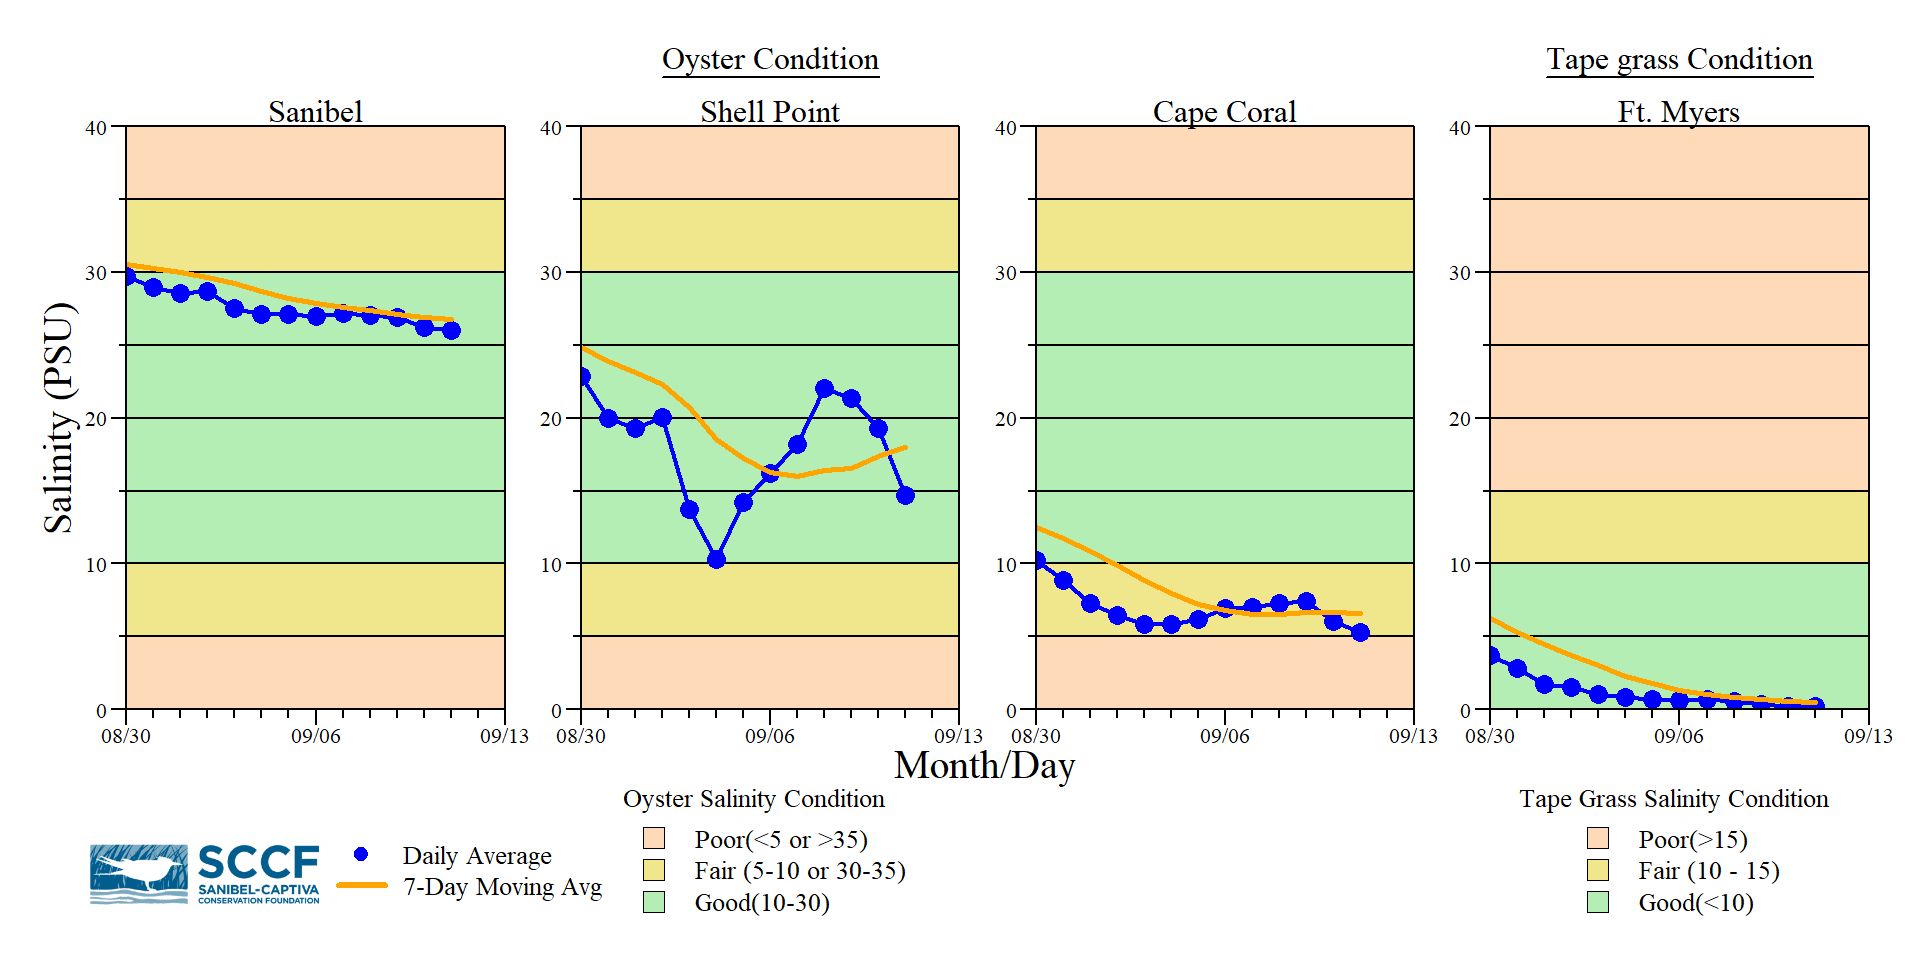 Oyster Condition
Tape grass Condition
Sanibel
Shell Point
Cape Coral
Ft. Myers
Salinity (PSU)
40
30
20
10
0
40
30
20
10
0
40
30
20
10
0
40
30
20
10
0
08/30 09/06 09/13
08/30 09/06 09/13
08/30 09/06 09/13
08/30 09/06 09/13
Month/Day
SCCF
SANIBEL-CAPTIVA
CONSERVATION FOUNDATION
Daily Average
7-Day Moving Avg
Oyster Salinity Condition
Poor(<5 or >35)
Fair (5-10 or 30-35)
Good(10-30)
Tape Grass Salinity Condition
Poor(>15)
Fair (10 - 15)
Good(<10)